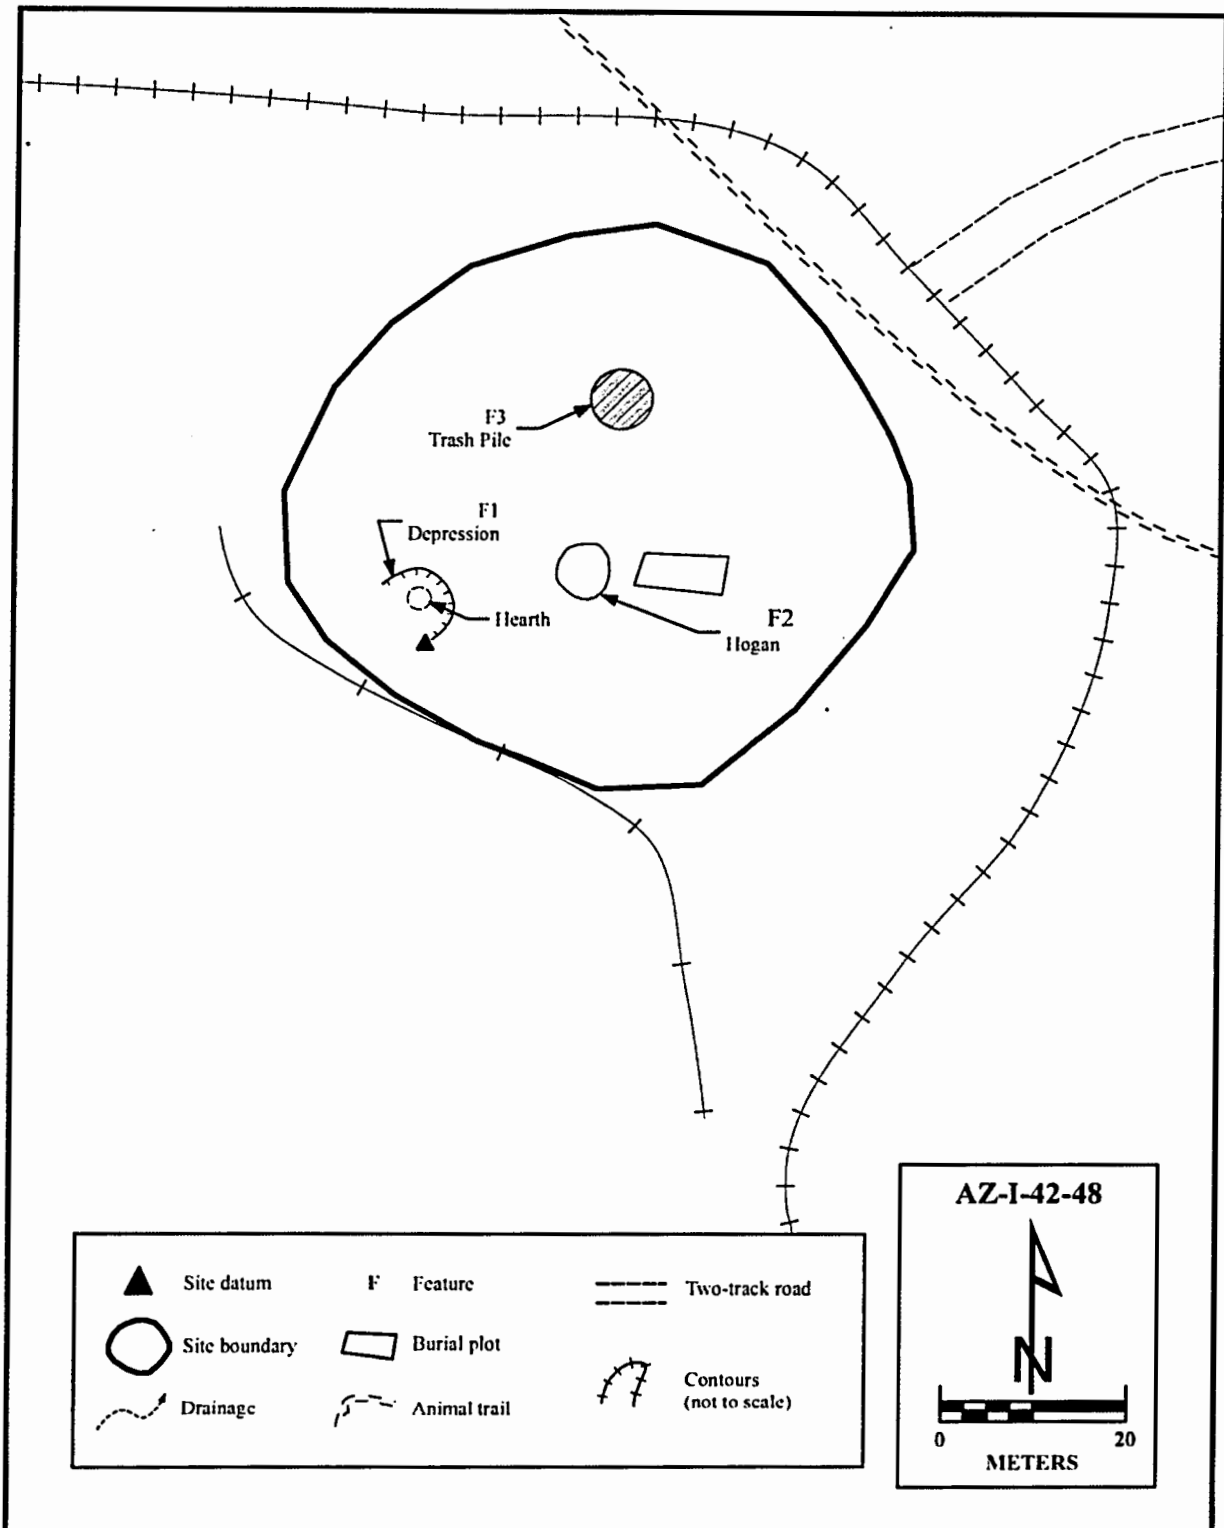 F3
Trash Pile
F1
Depression
Hearth
F2
Hogan
AZ-I-42-48
N
0 20
METERS
Site datum
F Feature
Two-track road
Site boundary
Burial plot
Contours
(not to scale)
Drainage
Animal trail